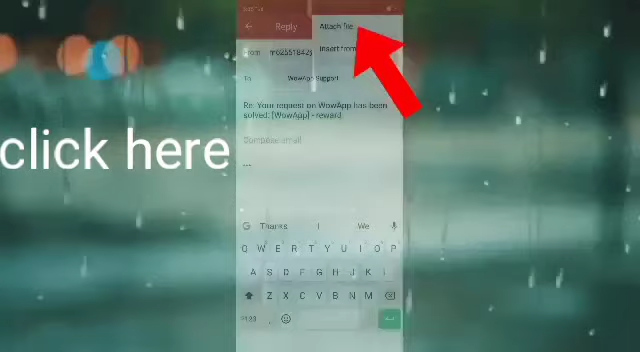 Reply
Attach file
Insert from
From
To
WowApp Support
Re: Your request on WowApp has been
solved. [WowApp] - reward
Compose email
click here
G Thanks I We
Q W E R T Y U I O P
A S D F G H J K
Z X C V B N M